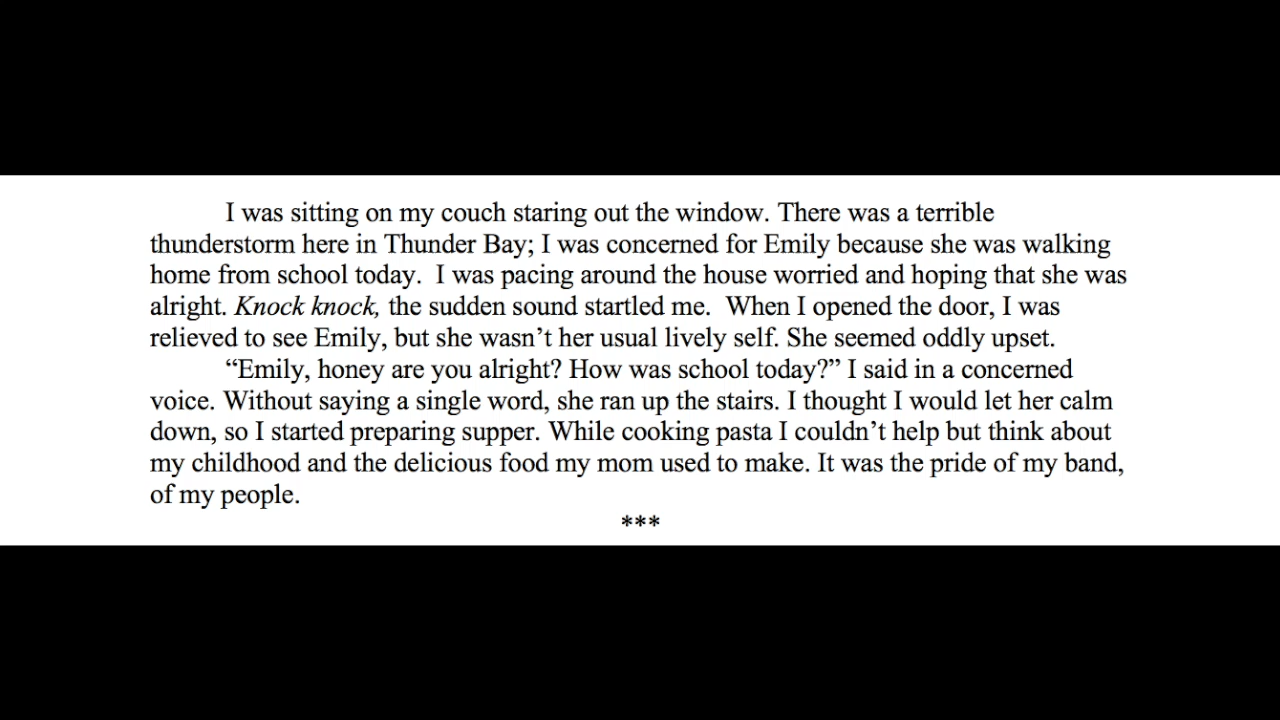 I was sitting on my couch staring out the window. There was a terrible
thunderstorm here in Thunder Bay; I was concerned for Emily because she was walking
home from school today.  I was pacing around the house worried and hoping that she was
alright. Knock knock, the sudden sound startled me.  When I opened the door, I was
relieved to see Emily, but she wasn’t her usual lively self. She seemed oddly upset.
“Emily, honey are you alright? How was school today?” I said in a concerned
voice. Without saying a single word, she ran up the stairs. I thought I would let her calm
down, so I started preparing supper. While cooking pasta I couldn’t help but think about
my childhood and the delicious food my mom used to make. It was the pride of my band,
of my people.
***